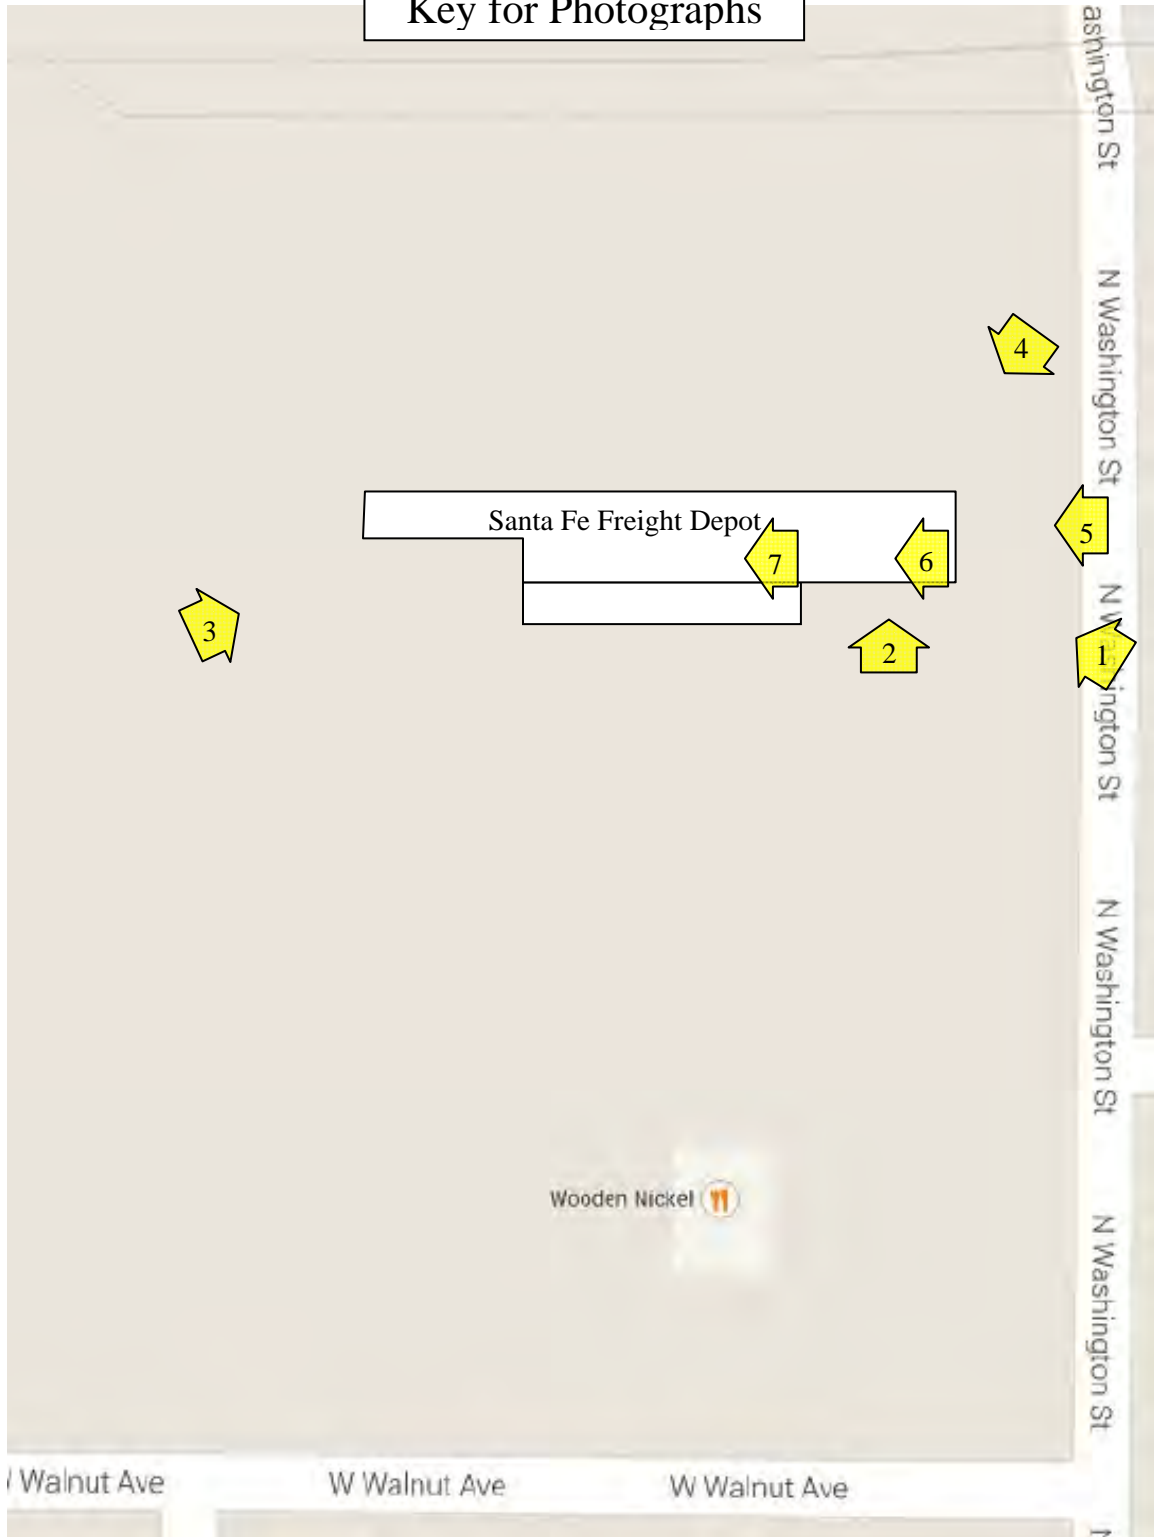 Key for Photographs
ashington St
N Washington St
4
Santa Fe Freight Depot
5
7
6
3
2
1
N Washington St
N Washington St
Wooden Nickel
N Washington St
W Walnut Ave
W Walnut Ave
Walnut Ave
N